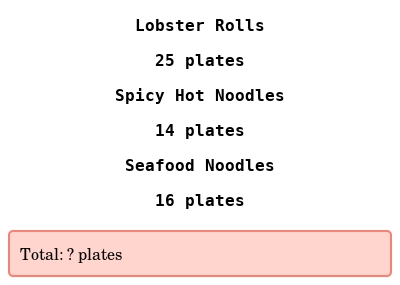 Lobster Rolls
25 plates
Spicy Hot Noodles
14 plates
Seafood Noodles
16 plates
Total: ? plates